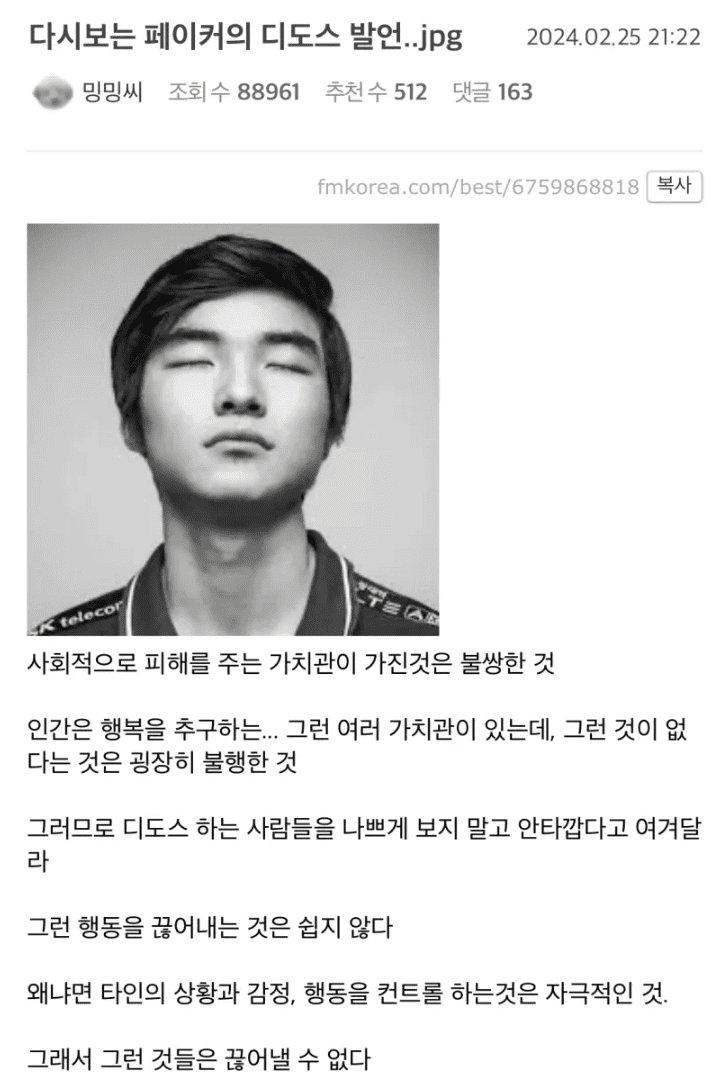 다시보는 페이커의 디도스 발언..jpg 2024.02.25 21:22
밍밍씨 조회 수 88961 추천 수 512 댓글 163
fmkorea.com/best/6759868818 복사
SK telecom
LTE
사회적으로 피해를 주는 가치관이 가진것은 불쌍한 것
인간은 행복을 추구하는... 그런 여러 가치관이 있는데, 그런 것이 없
다는 것은 굉장히 불행한 것
그러므로 디도스 하는 사람들을 나쁘게 보지 말고 안타깝다고 여겨달
라
그런 행동을 끊어내는 것은 쉽지 않다
왜냐면 타인의 상황과 감정, 행동을 컨트롤 하는것은 자극적인 것.
그래서 그런 것들은 끊어낼 수 없다